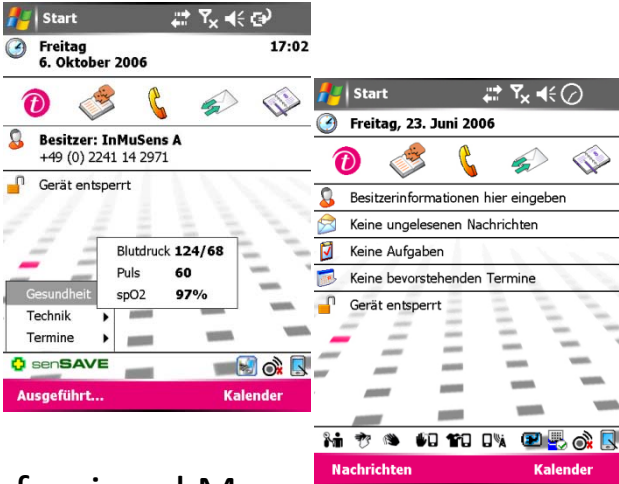 Start
Freitag 17:02
6. Oktober 2006
Besitzer: InMuSens A
+49 (0) 2241 14 2971
Gerät entsperrt
Blutdruck 124/68
Puls 60
spO2 97%
Gesundheit
Technik
Termine
senSAVE
Ausgeführt... Kalender
Start
Freitag, 23. Juni 2006
Besitzerinformationen hier eingeben
Keine ungelesenen Nachrichten
Keine Aufgaben
Keine bevorstehenden Termine
Gerät entsperrt
Nachrichten Kalender